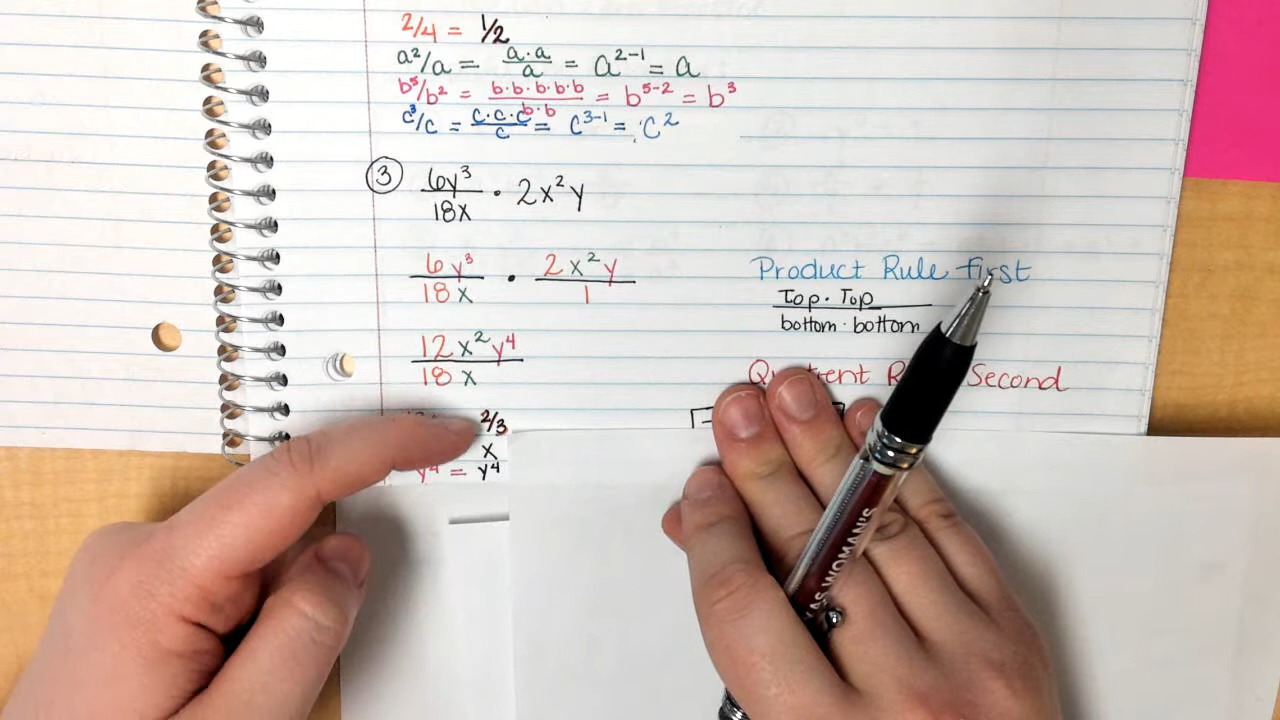 2/4 = 1/2
a²/a = a·a/a = a²⁻¹ = a
b⁵/b² = b·b·b·b·b/b·b = b⁵⁻² = b³
c³/c = c·c·c/c = c³⁻¹ = c²
③ 6y³/18x · 2x²y
6y³/18x · 2x²y/1
Product Rule first
Top · Top
bottom · bottom
12x²y⁴/18x
Second
2/3
x
y⁴ = y⁴
AS WOMAN'S